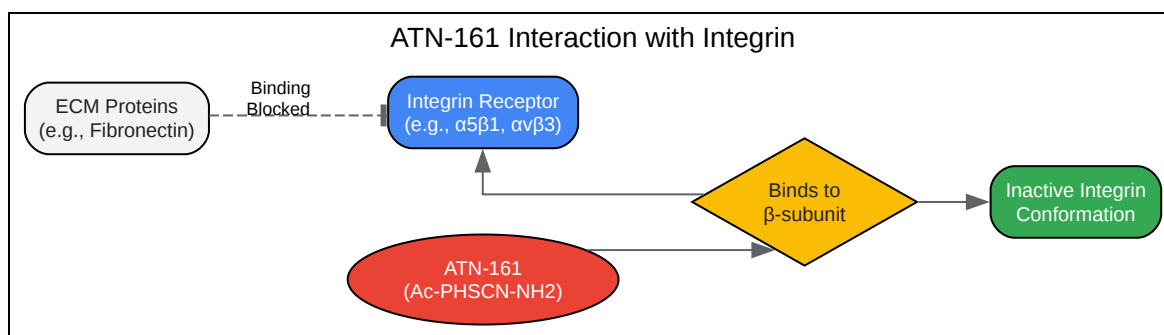 ATN-161 Interaction with Integrin
ECM Proteins
(e.g., Fibronectin)
Binding
Blocked
Integrin Receptor
(e.g., α5β1, αvβ3)
Binds to
β-subunit
Inactive Integrin
Conformation
ATN-161
(Ac-PHSCN-NH2)